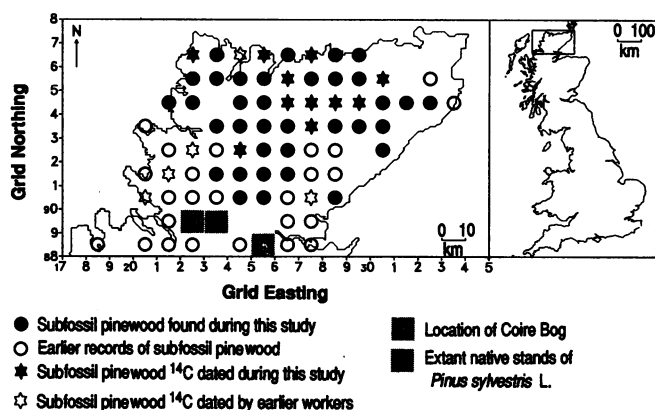 7 8
N
7
6
5
4
3
2
1
90
9
88
17 8 9 20 1 2 3 4 5 6 7 8 9 30 1 2 3 4 5
Grid Northing
Grid Easting
0 10
km
0 100
km
● Subfossil pinewood found during this study
○ Earlier records of subfossil pinewood
★ Subfossil pinewood ¹⁴C dated during this study
☆ Subfossil pinewood ¹⁴C dated by earlier workers
■ Location of Coire Bog
■ Extant native stands of
Pinus sylvestris L.